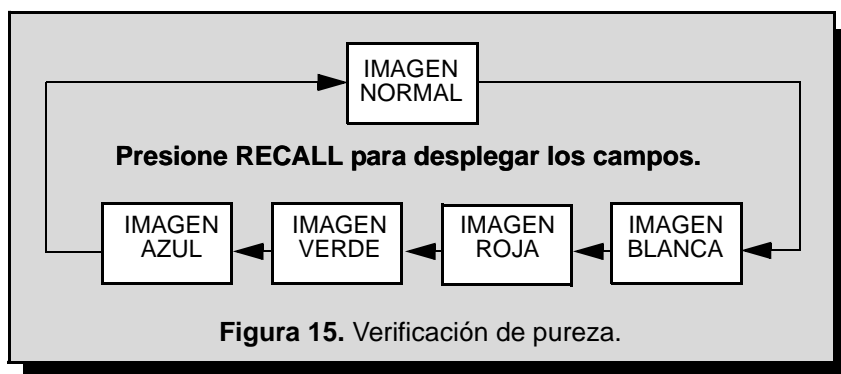 IMAGEN
NORMAL
Presione RECALL para desplegar los campos.
IMAGEN
AZUL
IMAGEN
VERDE
IMAGEN
ROJA
IMAGEN
BLANCA
Figura 15. Verificación de pureza.